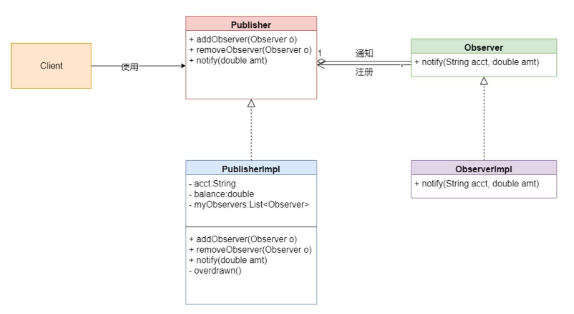 Publisher
+ addObserver(Observer o)
+ removeObserver(Observer o)
+ notify(double amt)
Client
使用
1
通知
注册
*
Observer
+ notify(String acct, double amt)
PublisherImpl
- acct:String
- balance:double
- myObservers:List<Observer>
+ addObserver(Observer o)
+ removeObserver(Observer o)
+ notify(double amt)
- overdrawn()
ObserverImpl
+ notify(String acct, double amt)